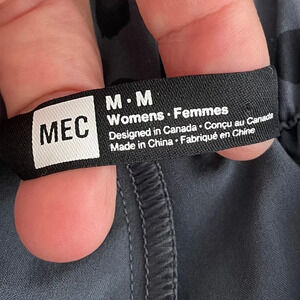 MEC
M · M
Womens · Femmes
Designed in Canada · Conçu au Canada
Made in China · Fabriqué en Chine